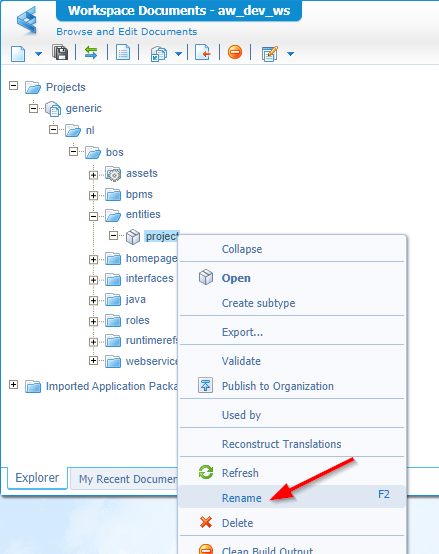 Workspace Documents - aw_dev_ws
Browse and Edit Documents
Projects
generic
nl
bos
assets
bpms
entities
project
homepage
interfaces
java
roles
runtimerefs
webservice
Imported Application Packa
Explorer
My Recent Documen
Collapse
Open
Create subtype
Export...
Validate
Publish to Organization
Used by
Reconstruct Translations
Refresh
Rename F2
Delete
Clean Build Output